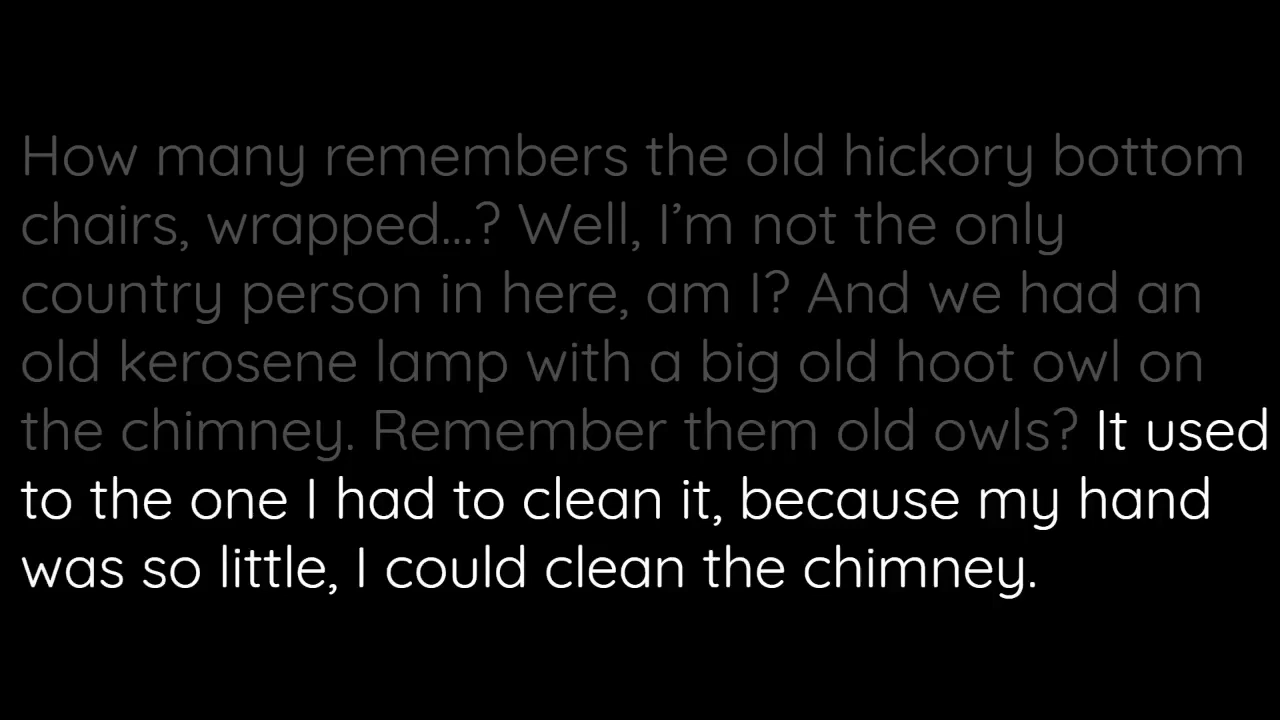 How many remembers the old hickory bottom
chairs, wrapped...? Well, I’m not the only
country person in here, am I? And we had an
old kerosene lamp with a big old hoot owl on
the chimney. Remember them old owls? It used
to the one I had to clean it, because my hand
was so little, I could clean the chimney.